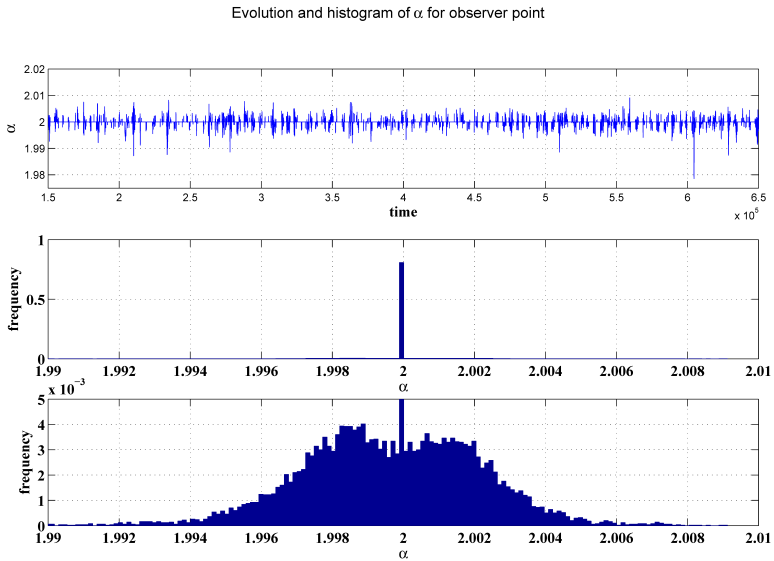 Evolution and histogram of α for observer point
2.02
2.01
2
1.99
1.98
α
1.5 2 2.5 3 3.5 4 4.5 5 5.5 6 6.5
time
x 10^5
1
0.5
0
frequency
1.99 1.992 1.994 1.996 1.998 2 2.002 2.004 2.006 2.008 2.01
α
x 10^−3
5
4
3
2
1
0
frequency
1.99 1.992 1.994 1.996 1.998 2 2.002 2.004 2.006 2.008 2.01
α